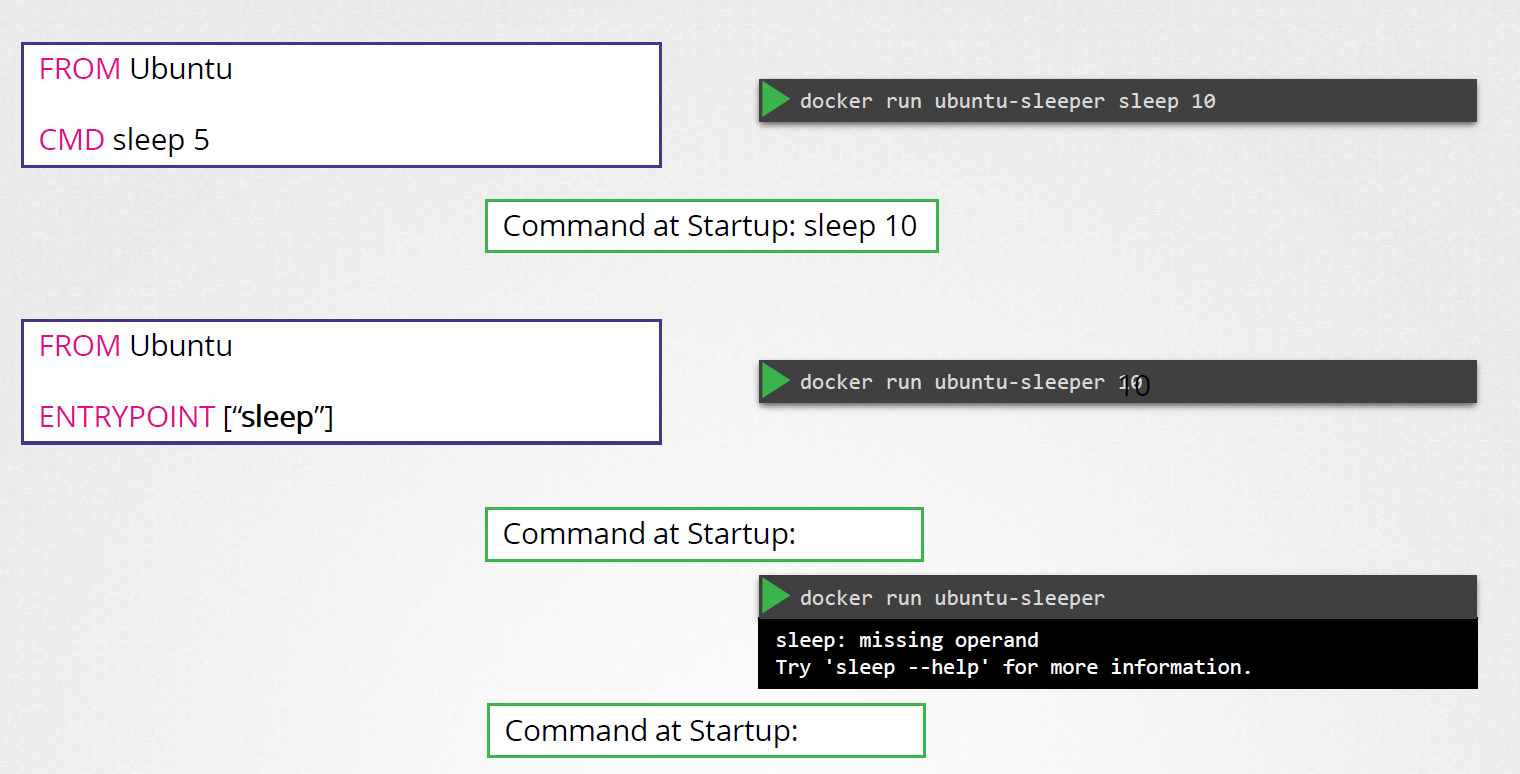 FROM Ubuntu
docker run ubuntu-sleeper sleep 10
CMD sleep 5
Command at Startup: sleep 10
FROM Ubuntu
docker run ubuntu-sleeper 10
10
ENTRYPOINT [“sleep”]
Command at Startup:
docker run ubuntu-sleeper
sleep: missing operand
Try 'sleep --help' for more information.
Command at Startup: